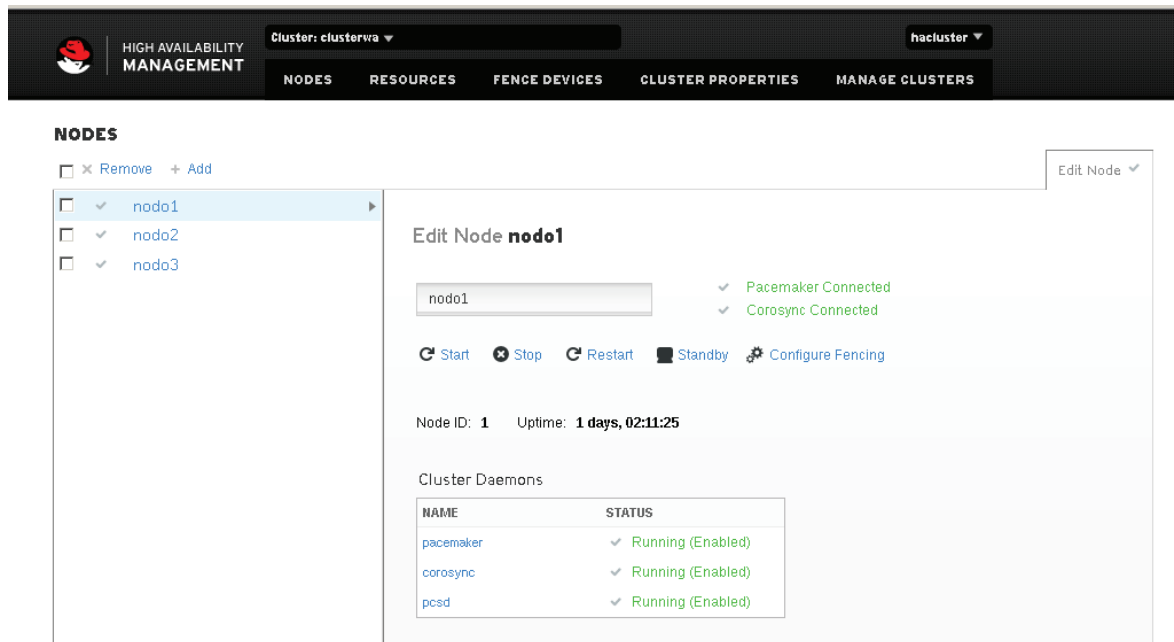 HIGH AVAILABILITY
MANAGEMENT
Cluster: clusterwa
hacluster
NODES RESOURCES FENCE DEVICES CLUSTER PROPERTIES MANAGE CLUSTERS
NODES
Remove + Add
Edit Node
nodo1
nodo2
nodo3
Edit Node nodo1
nodo1
Pacemaker Connected
Corosync Connected
Start Stop Restart Standby Configure Fencing
Node ID: 1 Uptime: 1 days, 02:11:25
Cluster Daemons
NAME STATUS
pacemaker Running (Enabled)
corosync Running (Enabled)
pcsd Running (Enabled)